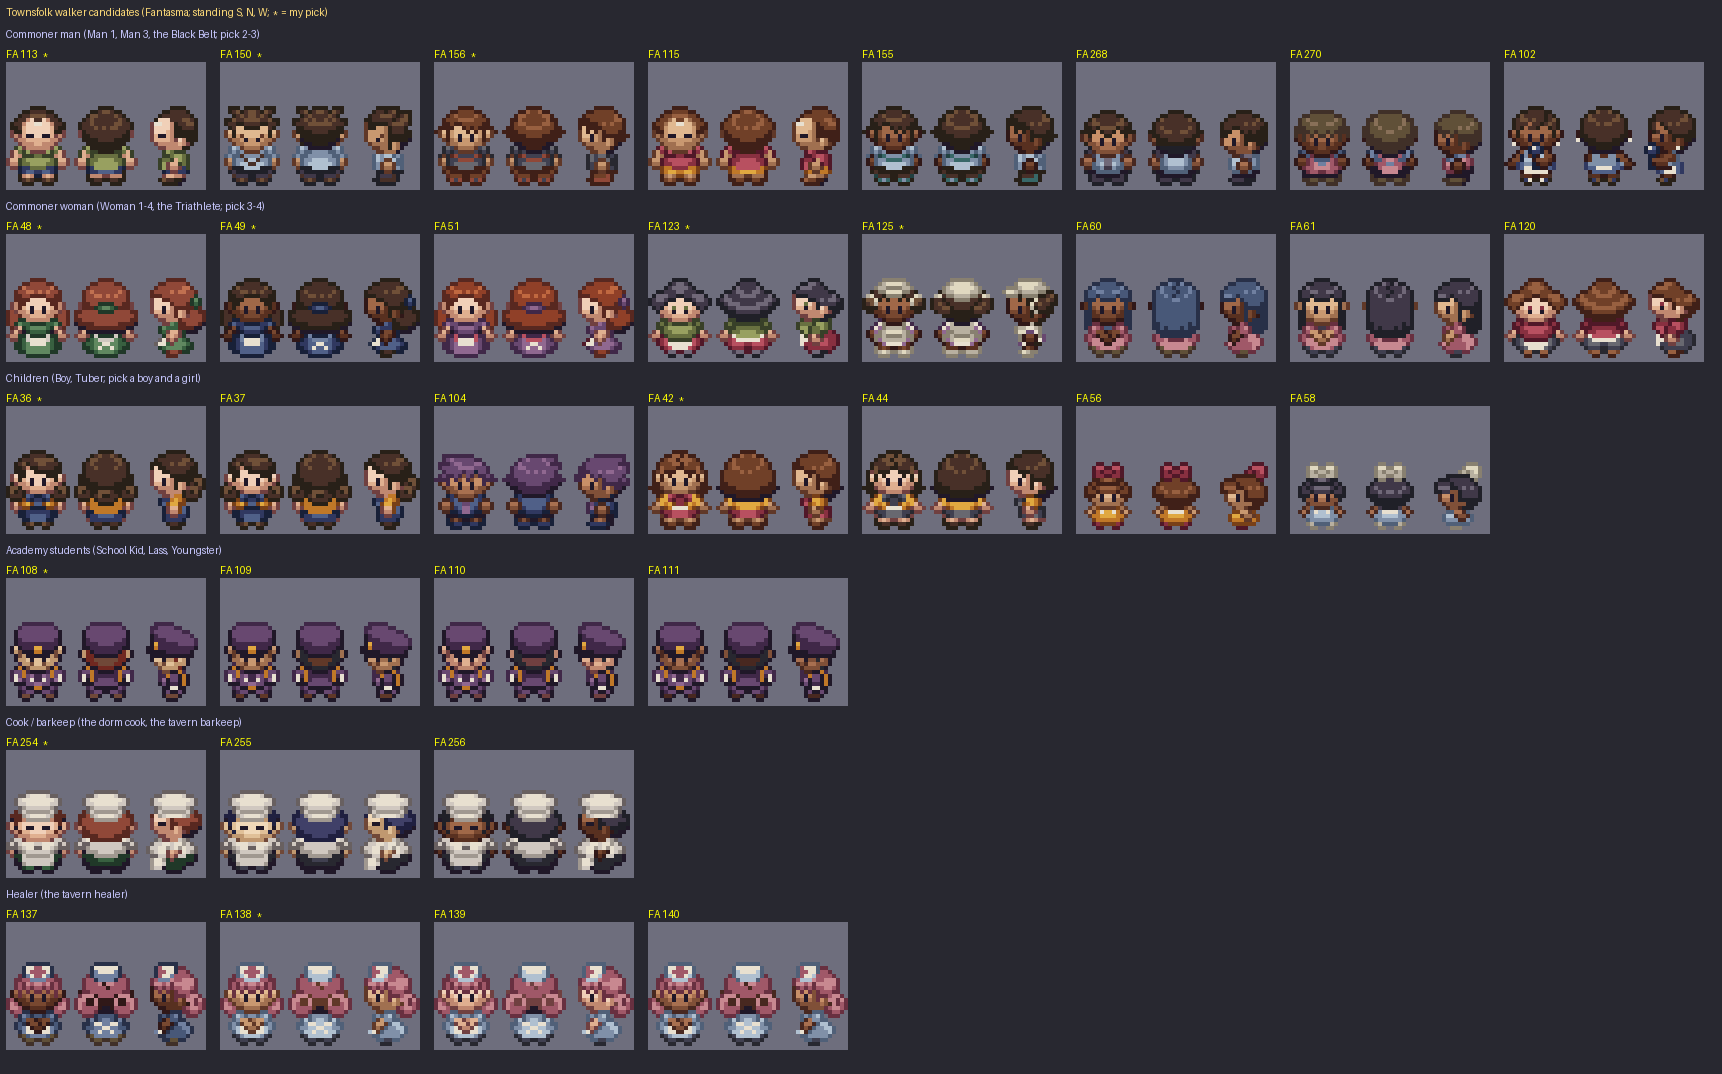 Townsfolk walker candidates (Fantasma; standing S, N, W; * = my pick)
Commoner man (Man 1, Man 3, the Black Belt; pick 2-3)
FA113 * FA150 * FA156 * FA115 FA155 FA268 FA270 FA102
Commoner woman (Woman 1-4, the Triathlete; pick 3-4)
FA48 * FA49 * FA51 FA123 * FA125 * FA60 FA61 FA120
Children (Boy, Tuber; pick a boy and a girl)
FA36 * FA37 FA104 FA42 * FA44 FA56 FA58
Academy students (School Kid, Lass, Youngster)
FA108 * FA109 FA110 FA111
Cook / barkeep (the dorm cook, the tavern barkeep)
FA254 * FA255 FA256
Healer (the tavern healer)
FA137 FA138 * FA139 FA140